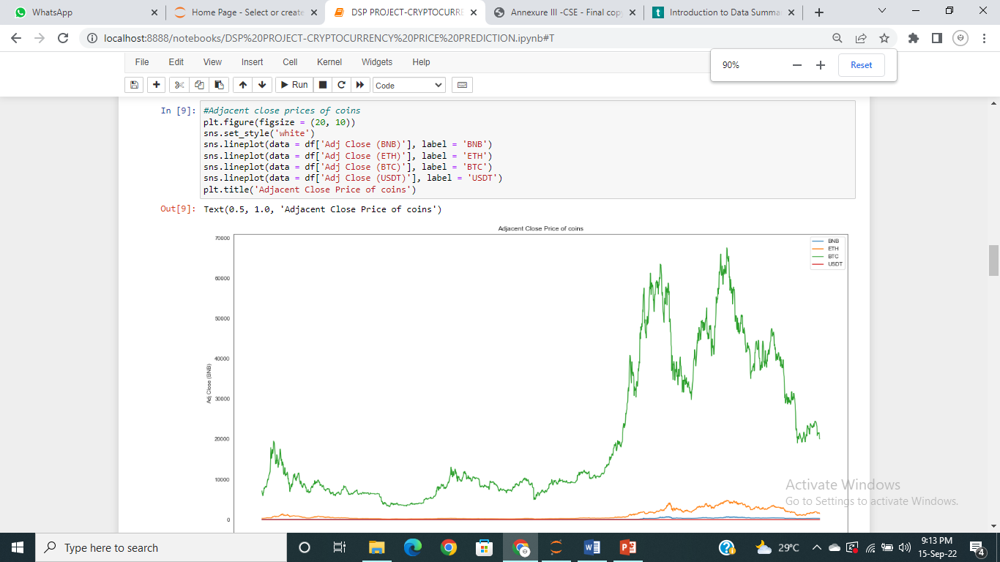 WhatsApp
Home Page - Select or create
DSP PROJECT-CRYPTOCURRE
Annexure III -CSE - Final copy
Introduction to Data Summa
localhost:8888/notebooks/DSP%20PROJECT-CRYPTOCURRENCY%20PRICE%20PREDICTION.ipynb#T
File Edit View Insert Cell Kernel Widgets Help
90% Reset
Run Code
In [9]: #Adjacent close prices of coins
plt.figure(figsize = (20, 10))
sns.set_style('white')
sns.lineplot(data = df['Adj Close (BNB)'], label = 'BNB')
sns.lineplot(data = df['Adj Close (ETH)'], label = 'ETH')
sns.lineplot(data = df['Adj Close (BTC)'], label = 'BTC')
sns.lineplot(data = df['Adj Close (USDT)'], label = 'USDT')
plt.title('Adjacent Close Price of coins')
Out[9]: Text(0.5, 1.0, 'Adjacent Close Price of coins')
Adjacent Close Price of coins
70000
60000
50000
40000
30000
20000
10000
0
Adj Close (BNB)
BNB
ETH
BTC
USDT
Activate Windows
Go to Settings to activate Windows.
Type here to search
29°C
9:13 PM
15-Sep-22
4